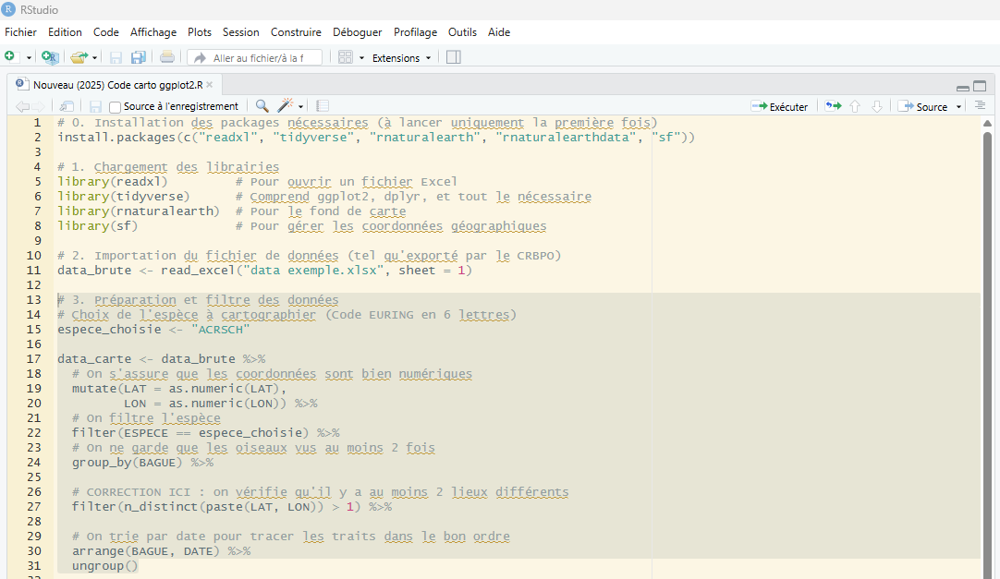 RStudio
Fichier Edition Code Affichage Plots Session Construire Déboguer Profilage Outils Aide
Aller au fichier/à la f Extensions
Nouveau (2025) Code carto ggplot2.R
Source à l'enregistrement Exécuter Source
1 # 0. Installation des packages nécessaires (à lancer uniquement la première fois)
2 install.packages(c("readxl", "tidyverse", "rnaturalearth", "rnaturalearthdata", "sf"))
3
4 # 1. Chargement des librairies
5 library(readxl) # Pour ouvrir un fichier Excel
6 library(tidyverse) # Comprend ggplot2, dplyr, et tout le nécessaire
7 library(rnaturalearth) # Pour le fond de carte
8 library(sf) # Pour gérer les coordonnées géographiques
9
10 # 2. Importation du fichier de données (tel qu'exporté par le CRBPO)
11 data_brute <- read_excel("data exemple.xlsx", sheet = 1)
12
13 # 3. Préparation et filtre des données
14 # Choix de l'espèce à cartographier (Code EURING en 6 lettres)
15 espece_choisie <- "ACRSCH"
16
17 data_carte <- data_brute %>%
18 # On s'assure que les coordonnées sont bien numériques
19 mutate(LAT = as.numeric(LAT),
20 LON = as.numeric(LON)) %>%
21 # On filtre l'espèce
22 filter(ESPECE == espece_choisie) %>%
23 # On ne garde que les oiseaux vus au moins 2 fois
24 group_by(BAGUE) %>%
25
26 # CORRECTION ICI : on vérifie qu'il y a au moins 2 lieux différents
27 filter(n_distinct(paste(LAT, LON)) > 1) %>%
28
29 # On trie par date pour tracer les traits dans le bon ordre
30 arrange(BAGUE, DATE) %>%
31 ungroup()